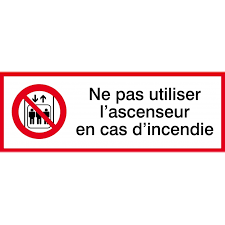 Ne pas utiliser
l'ascenseur
en cas d'incendie